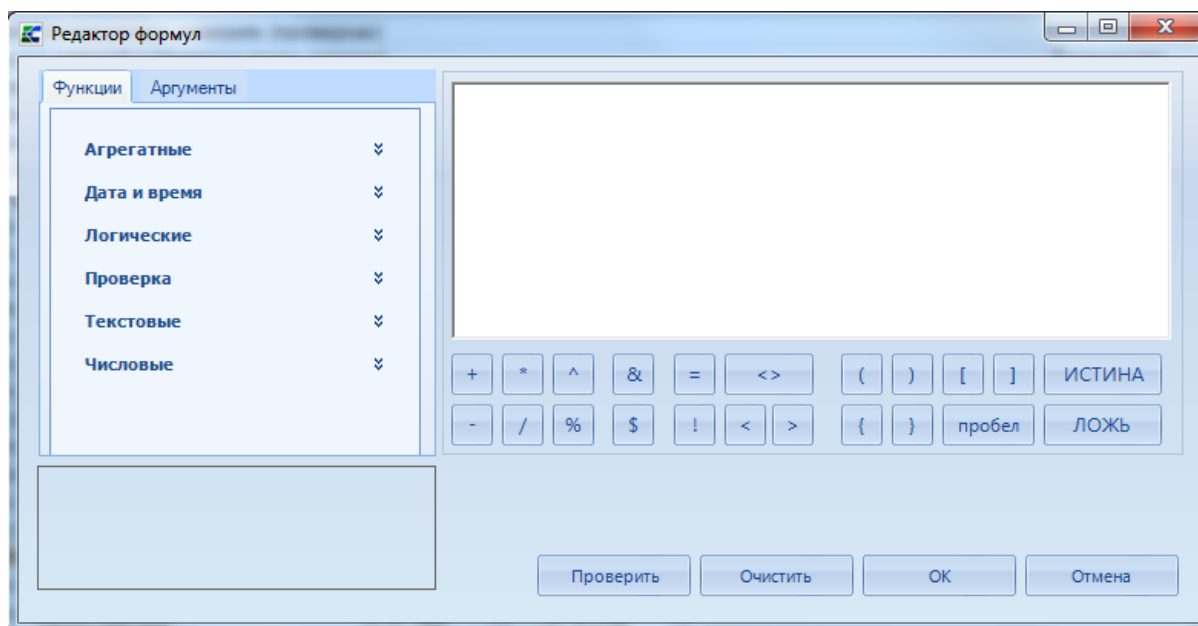 Редактор формул
Функции Аргументы
Агрегатные
Дата и время
Логические
Проверка
Текстовые
Числовые
+ * ^ & = <> ( ) [ ] ИСТИНА
- / % $ ! < > { } пробел ЛОЖЬ
Проверить Очистить OK Отмена